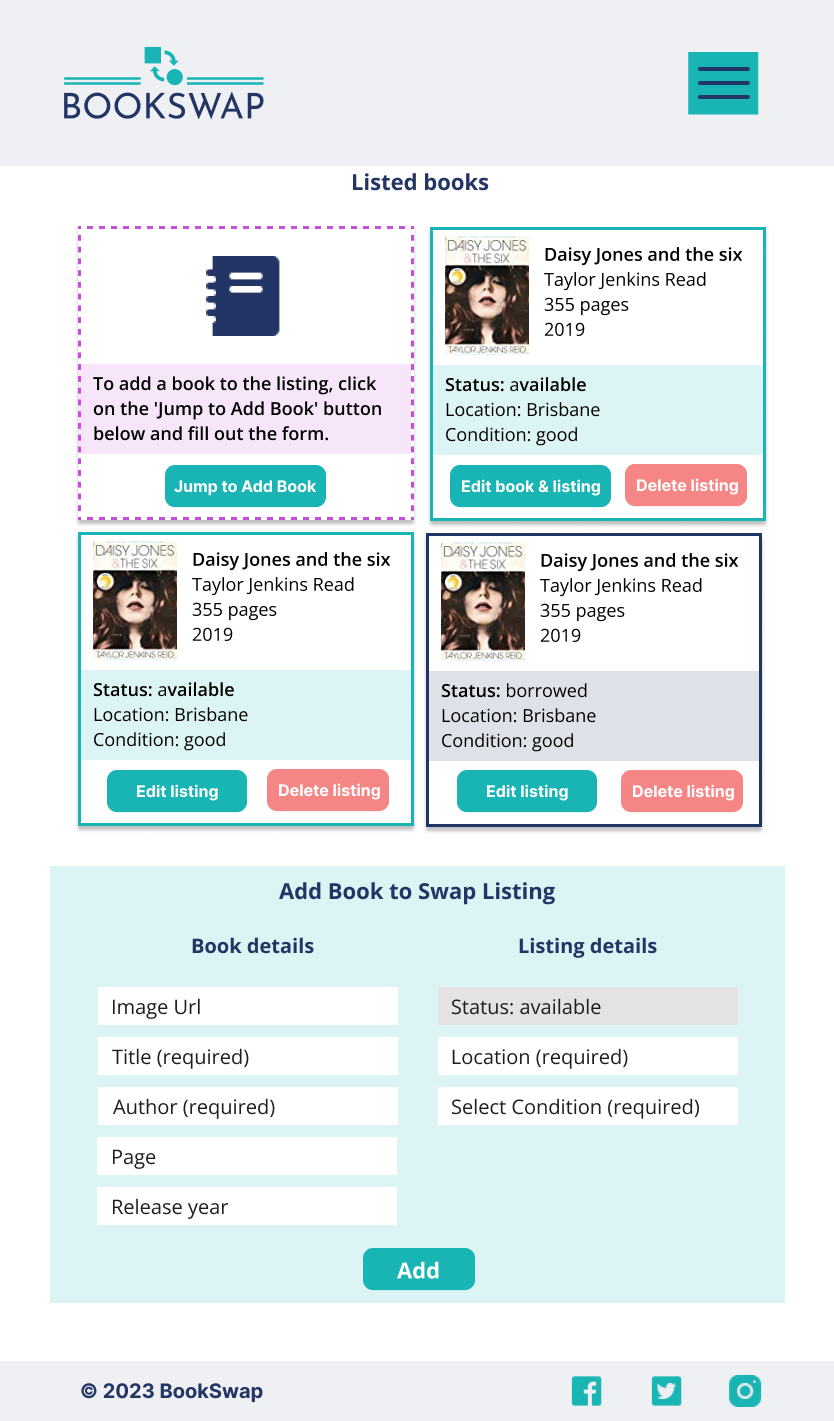 BOOKSWAP
Listed books
To add a book to the listing, click
on the 'Jump to Add Book' button
below and fill out the form.
Jump to Add Book
DAISY JONES
& THE SIX
TAYLOR JENKINS REID
Daisy Jones and the six
Taylor Jenkins Read
355 pages
2019
Status: available
Location: Brisbane
Condition: good
Edit book & listing
Delete listing
DAISY JONES
& THE SIX
TAYLOR JENKINS REID
Daisy Jones and the six
Taylor Jenkins Read
355 pages
2019
Status: available
Location: Brisbane
Condition: good
Edit listing
Delete listing
DAISY JONES
& THE SIX
TAYLOR JENKINS REID
Daisy Jones and the six
Taylor Jenkins Read
355 pages
2019
Status: borrowed
Location: Brisbane
Condition: good
Edit listing
Delete listing
Add Book to Swap Listing
Book details
Image Url
Title (required)
Author (required)
Page
Release year
Listing details
Status: available
Location (required)
Select Condition (required)
Add
© 2023 BookSwap